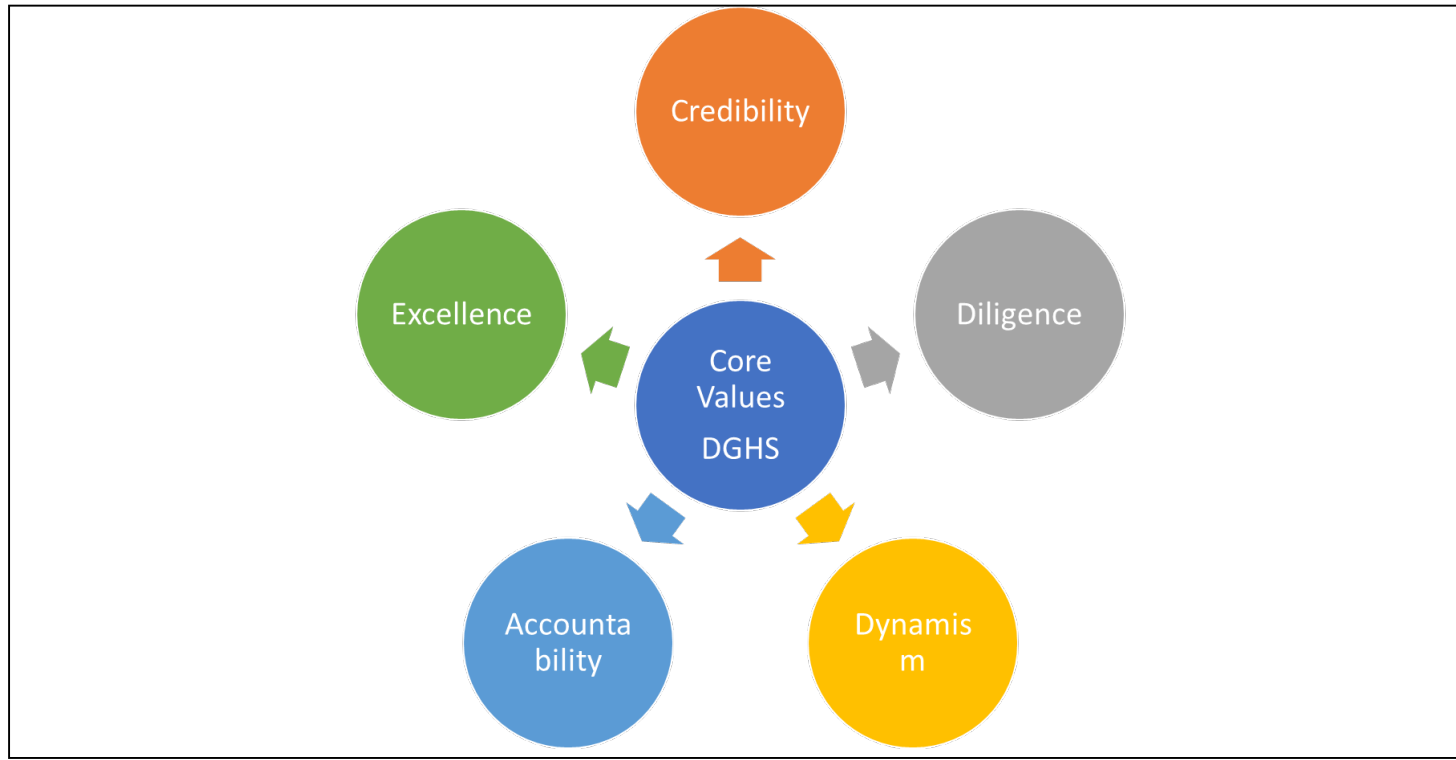 Credibility
Excellence
Diligence
Core
Values
DGHS
Accounta
bility
Dynamis
m